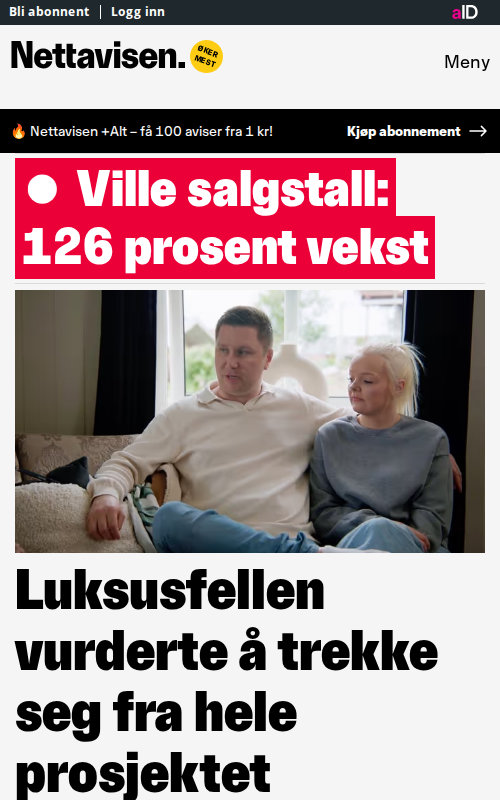 Bli abonnent Logg inn aID
Nettavisen. ØKER MEST
Meny
🔥 Nettavisen +Alt – få 100 aviser fra 1 kr! Kjøp abonnement →
Ville salgstall:
126 prosent vekst
Luksusfellen
vurderte å trekke
seg fra hele
prosjektet